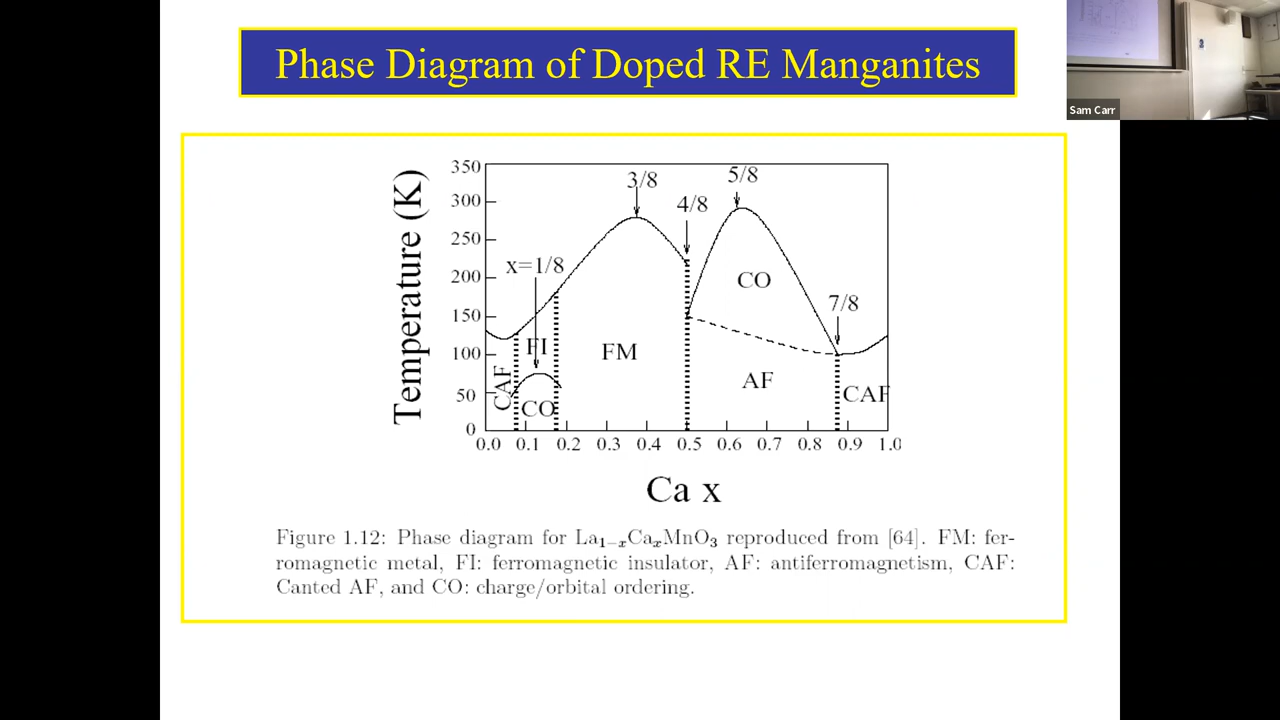 Phase Diagram of Doped RE Manganites
Sam Carr
Temperature (K)
350
300
250
200
150
100
50
0
3/8
5/8
4/8
x=1/8
7/8
CO
FI
FM
AF
CAF
CO
CAF
0.0 0.1 0.2 0.3 0.4 0.5 0.6 0.7 0.8 0.9 1.0
Ca x
Figure 1.12: Phase diagram for La₁₋ₓCaₓMnO₃ reproduced from [64]. FM: fer-
romagnetic metal, FI: ferromagnetic insulator, AF: antiferromagnetism, CAF:
Canted AF, and CO: charge/orbital ordering.